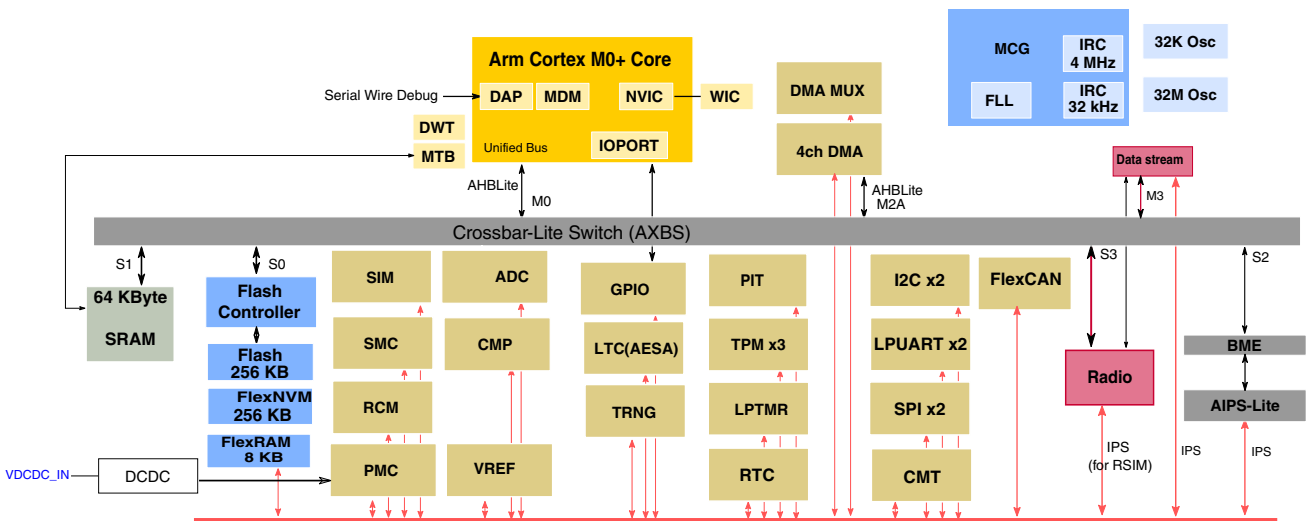 Arm Cortex M0+ Core
Serial Wire Debug
DAP
MDM
NVIC
WIC
DWT
MTB
Unified Bus
IOPORT
DMA MUX
4ch DMA
MCG
IRC
4 MHz
FLL
IRC
32 kHz
32K Osc
32M Osc
Data stream
AHBLite
M0
AHBLite
M2A
M3
Crossbar-Lite Switch (AXBS)
S1
S0
S3
S2
64 KByte
SRAM
Flash
Controller
Flash
256 KB
FlexNVM
256 KB
FlexRAM
8 KB
SIM
SMC
RCM
PMC
ADC
CMP
VREF
GPIO
LTC(AESA)
TRNG
PIT
TPM x3
LPTMR
RTC
I2C x2
LPUART x2
SPI x2
CMT
FlexCAN
Radio
BME
AIPS-Lite
IPS
(for RSIM)
IPS
IPS
VDCDC_IN
DCDC